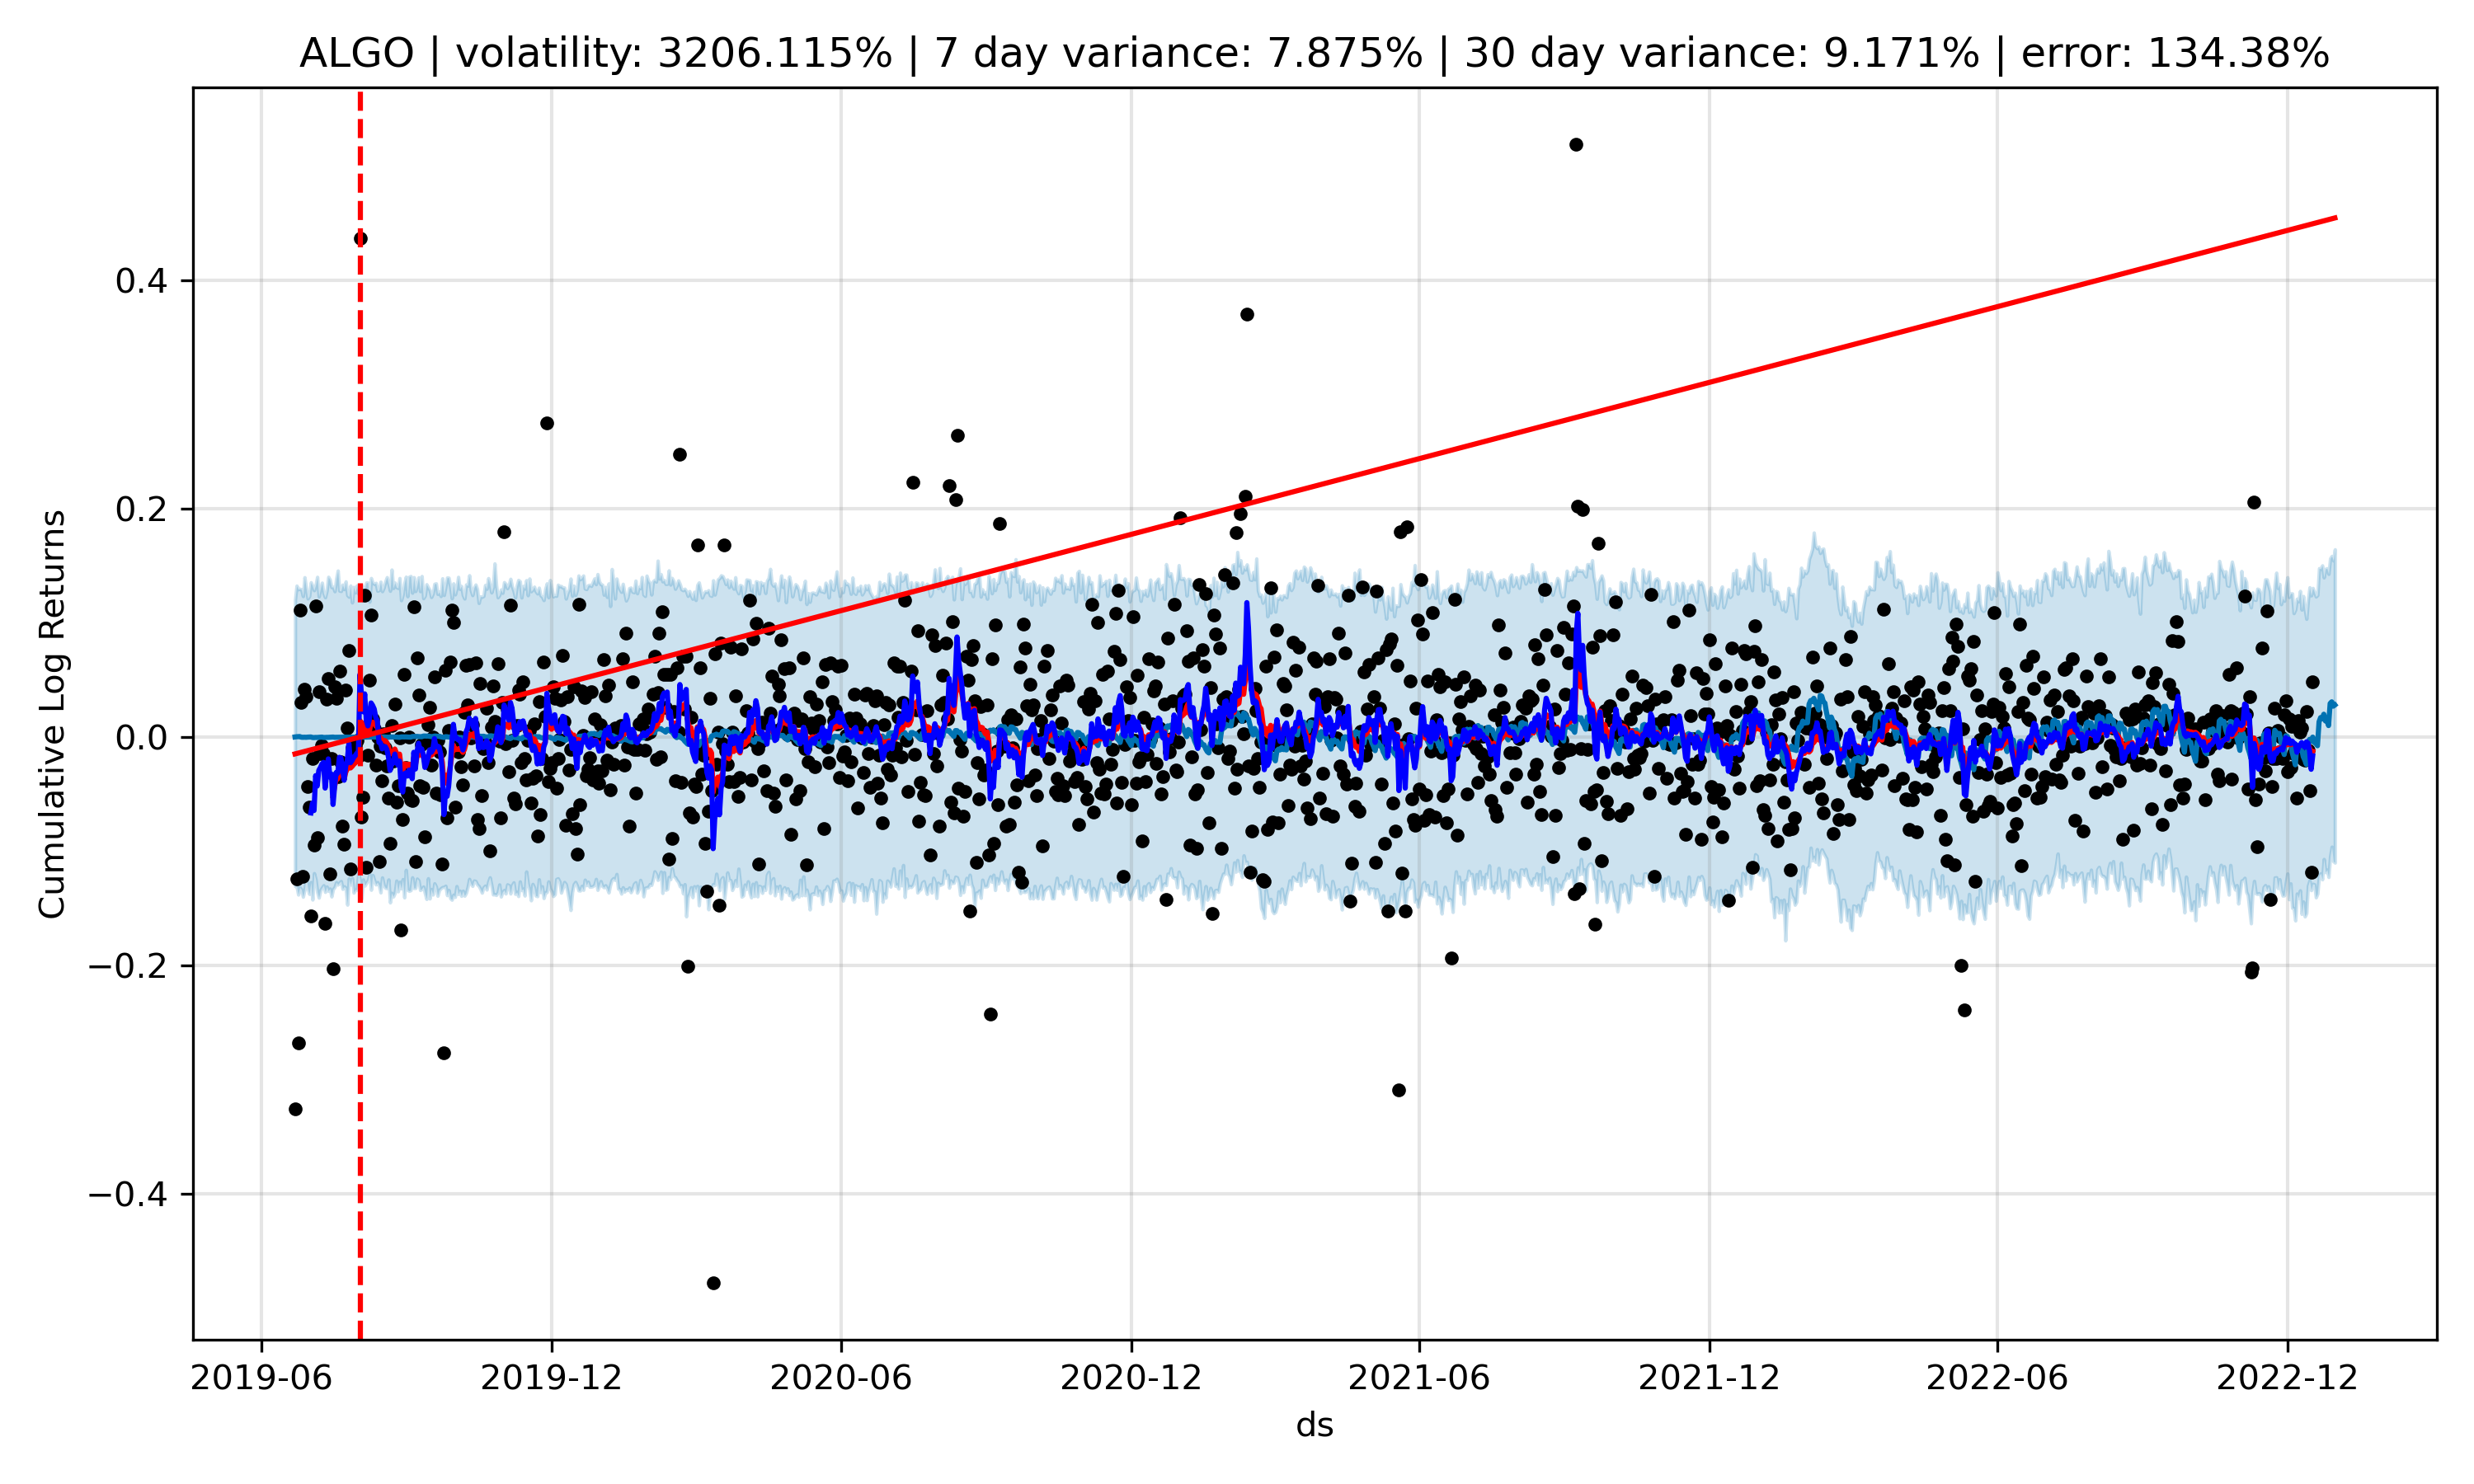 ALGO | volatility: 3206.115% | 7 day variance: 7.875% | 30 day variance: 9.171% | error: 134.38%
Cumulative Log Returns
0.4
0.2
0.0
−0.2
−0.4
2019-06 2019-12 2020-06 2020-12 2021-06 2021-12 2022-06 2022-12
ds